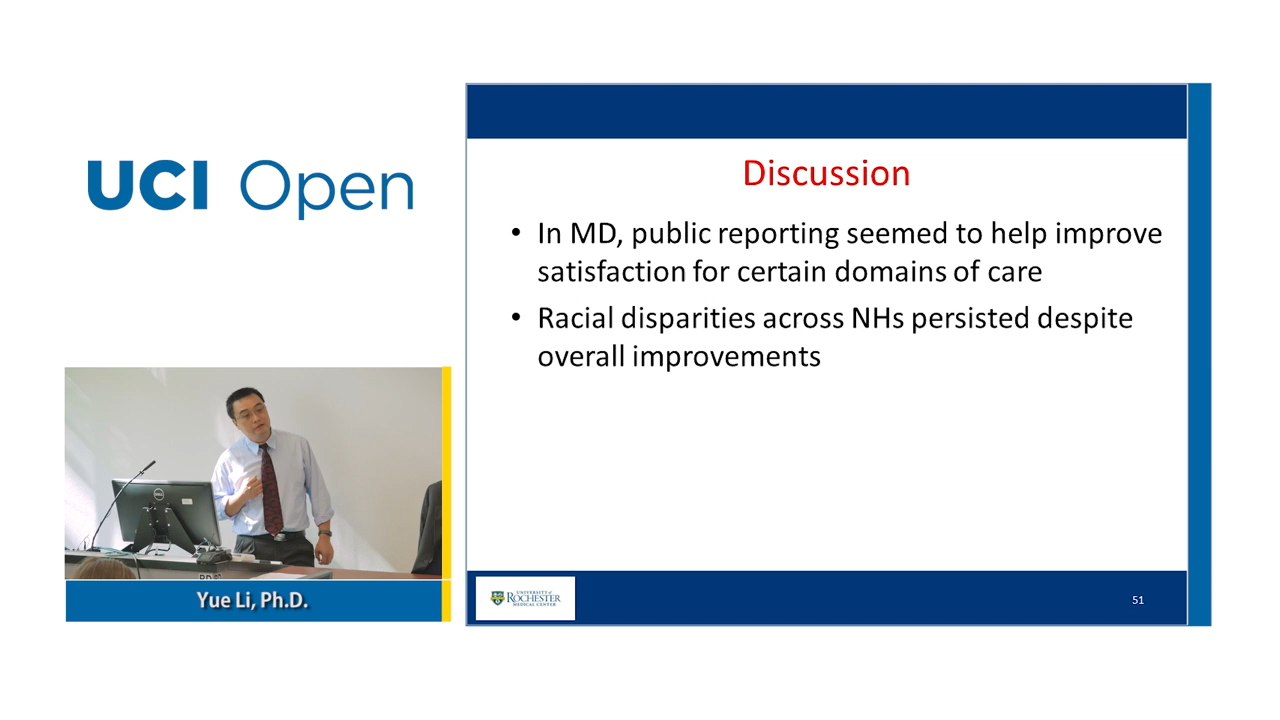 UCI Open
Discussion
• In MD, public reporting seemed to help improve
satisfaction for certain domains of care
• Racial disparities across NHs persisted despite
overall improvements
Yue Li, Ph.D.
UNIVERSITY of
ROCHESTER
MEDICAL CENTER
51
DELL